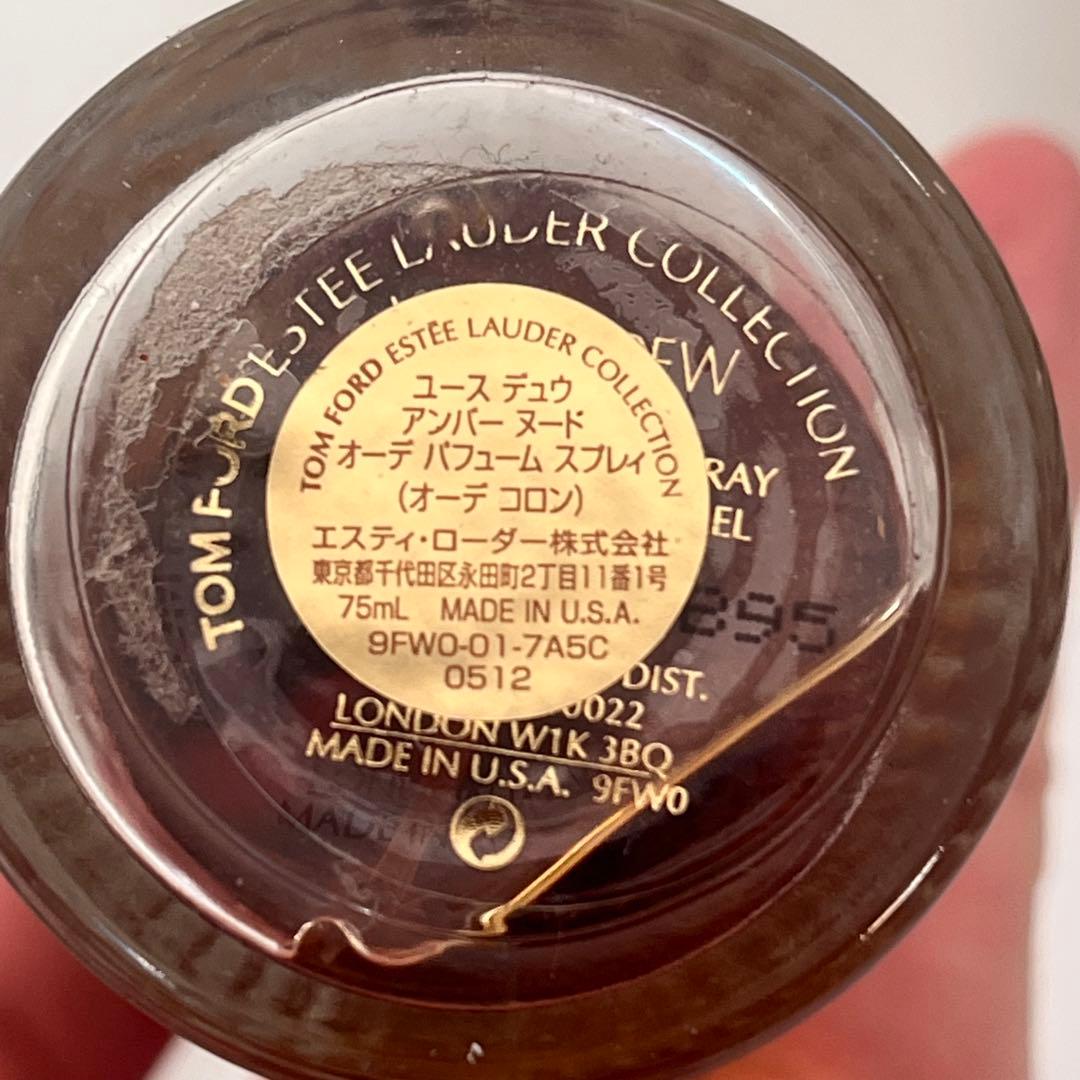 TOM FORD ESTEE LAUDER COLLECTION
TOM FORD ESTĒE LAUDER COLLECTION
ユース デュウ
アンバー ヌード
オーデ パフューム スプレィ
(オーデ コロン)
エスティ・ローダー株式会社
東京都千代田区永田町2丁目11番1号
75mL MADE IN U.S.A.
9FW0-01-7A5C
0512
RAY
EL
895
DIST.
0022
LONDON W1K 3BQ
MADE IN U.S.A. 9FW0